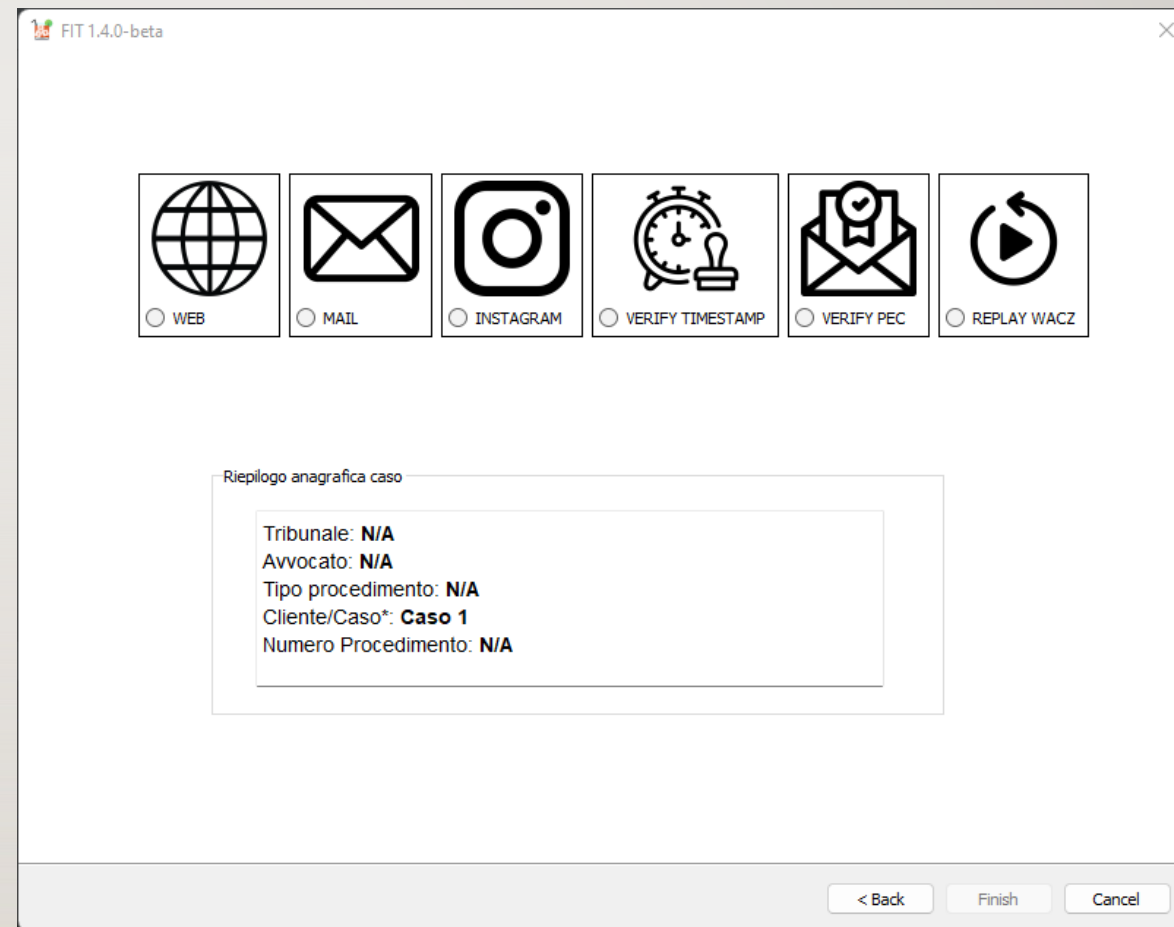 FIT 1.4.0-beta
WEB
MAIL
INSTAGRAM
VERIFY TIMESTAMP
VERIFY PEC
REPLAY WACZ
Riepilogo anagrafica caso
Tribunale: N/A
Avvocato: N/A
Tipo procedimento: N/A
Cliente/Caso*: Caso 1
Numero Procedimento: N/A
< Back
Finish
Cancel